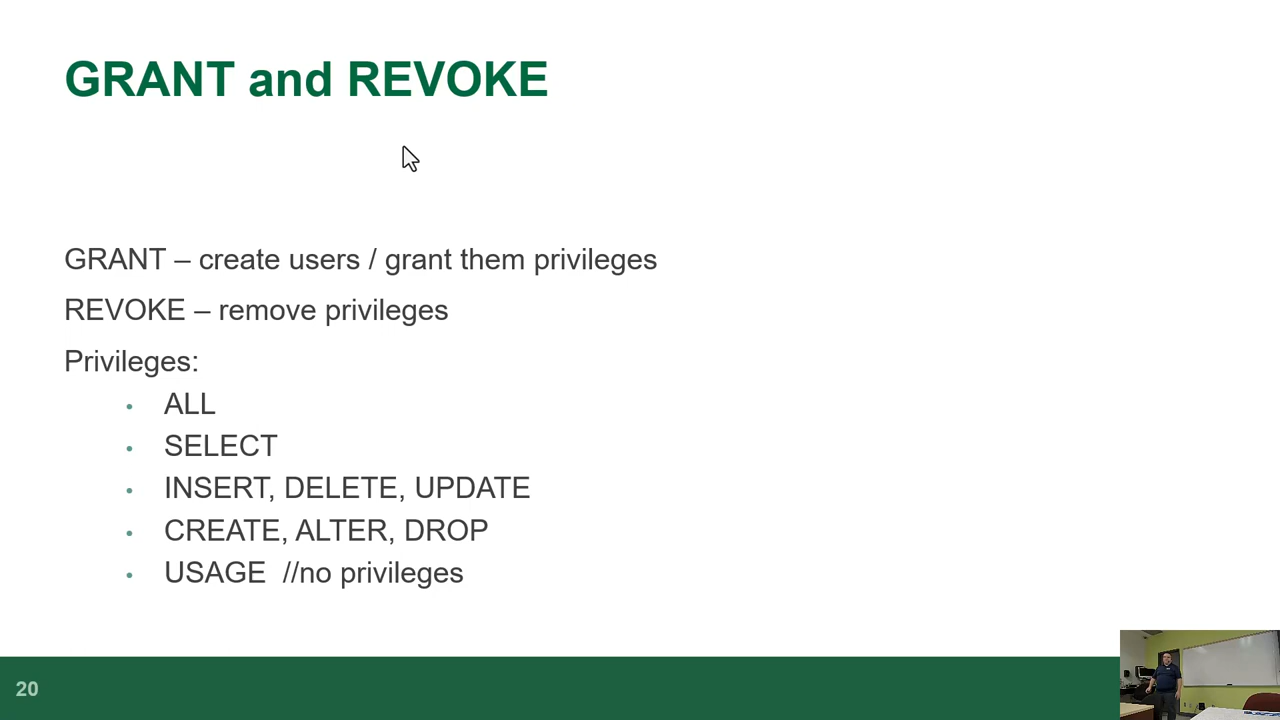 GRANT and REVOKE
GRANT – create users / grant them privileges
REVOKE – remove privileges
Privileges:
• ALL
• SELECT
• INSERT, DELETE, UPDATE
• CREATE, ALTER, DROP
• USAGE //no privileges
20